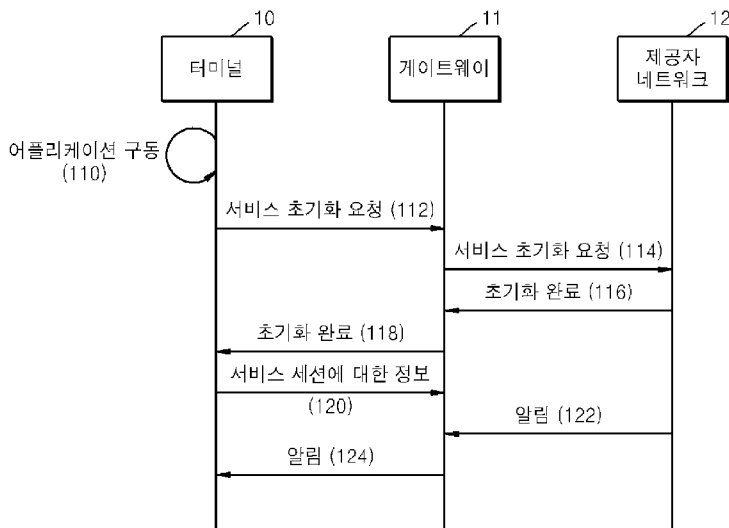 10
11
12
터미널
게이트웨이
제공자
네트워크
어플리케이션 구동
(110)
서비스 초기화 요청 (112)
서비스 초기화 요청 (114)
초기화 완료 (116)
초기화 완료 (118)
서비스 세션에 대한 정보
(120)
알림 (122)
알림 (124)